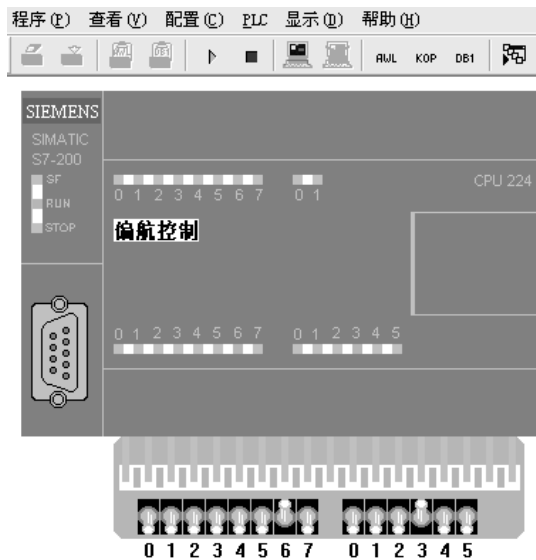 程序(P) 查看(V) 配置(C) PLC 显示(D) 帮助(H)
AWL DB1 AWL KOP DB1
SIEMENS
SIMATIC
S7-200
SF
RUN
STOP
0 1 2 3 4 5 6 7 0 1
CPU 224
偏航控制
0 1 2 3 4 5 6 7 0 1 2 3 4 5
0 1 2 3 4 5 6 7 0 1 2 3 4 5